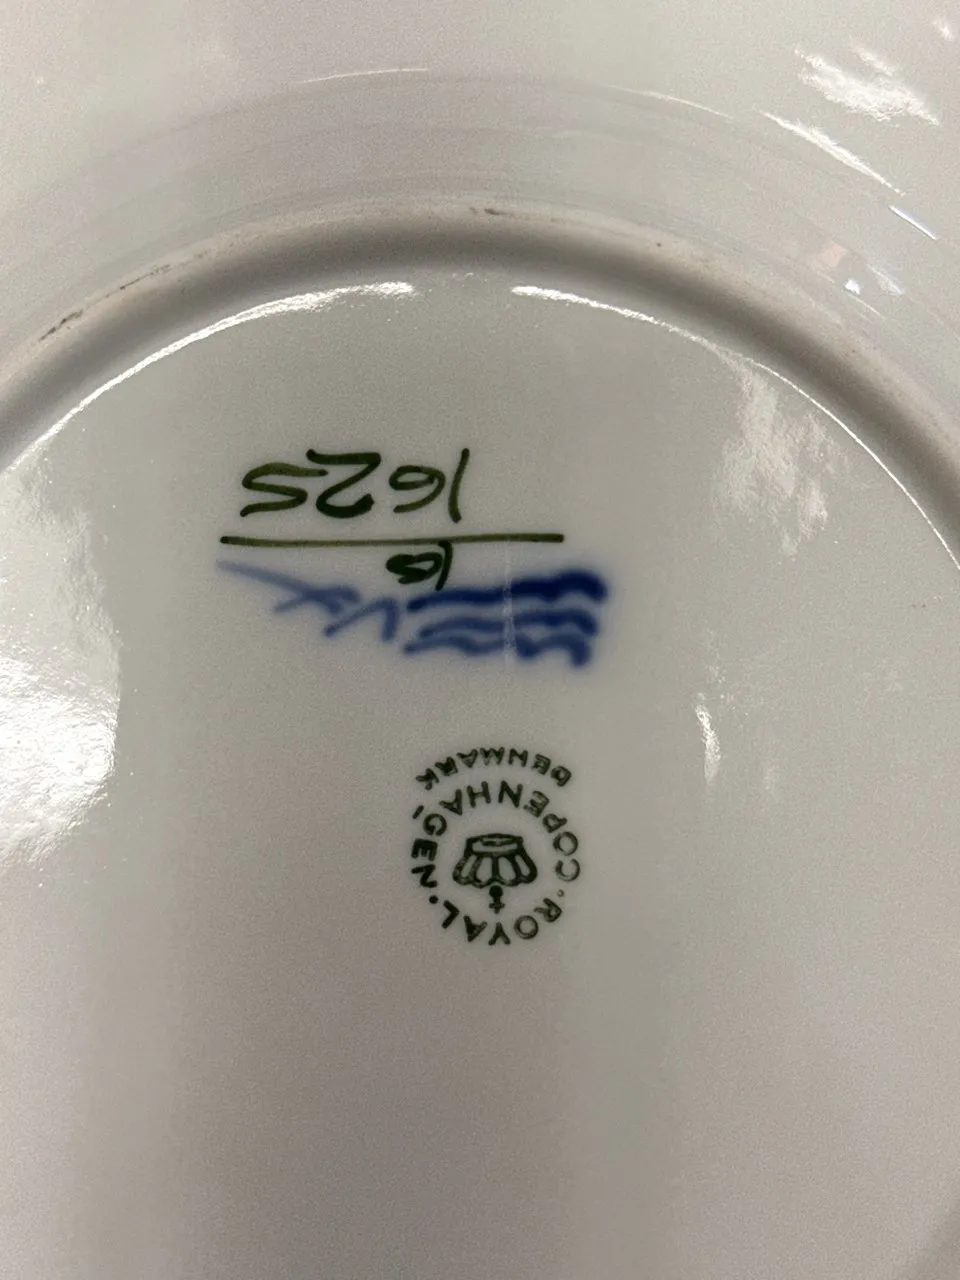 ROYAL · COPENHAGEN ·
DENMARK
1625